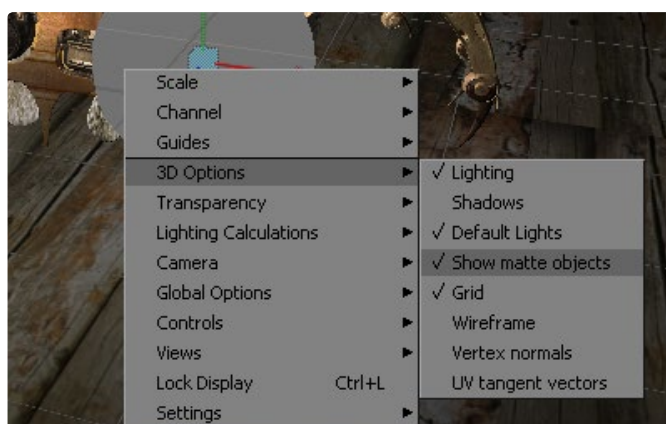 Scale
Channel
Guides
3D Options
Transparency
Lighting Calculations
Camera
Global Options
Controls
Views
Lock Display Ctrl+L
Settings
Lighting
Shadows
Default Lights
Show matte objects
Grid
Wireframe
Vertex normals
UV tangent vectors